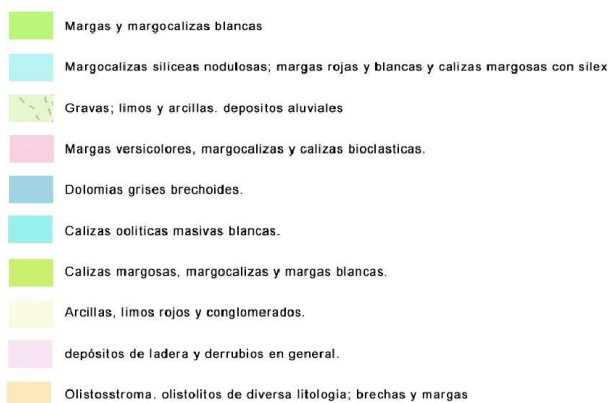 Margas y margocalizas blancas
Margocalizas siliceas nodulosas; margas rojas y blancas y calizas margosas con silex
Gravas; limos y arcillas. depositos aluviales
Margas versicolores, margocalizas y calizas bioclasticas.
Dolomias grises brechoides.
Calizas ooliticas masivas blancas.
Calizas margosas, margocalizas y margas blancas.
Arcillas, limos rojos y conglomerados.
depósitos de ladera y derrubios en general.
Olistosstroma. olistolitos de diversa litologia; brechas y margas